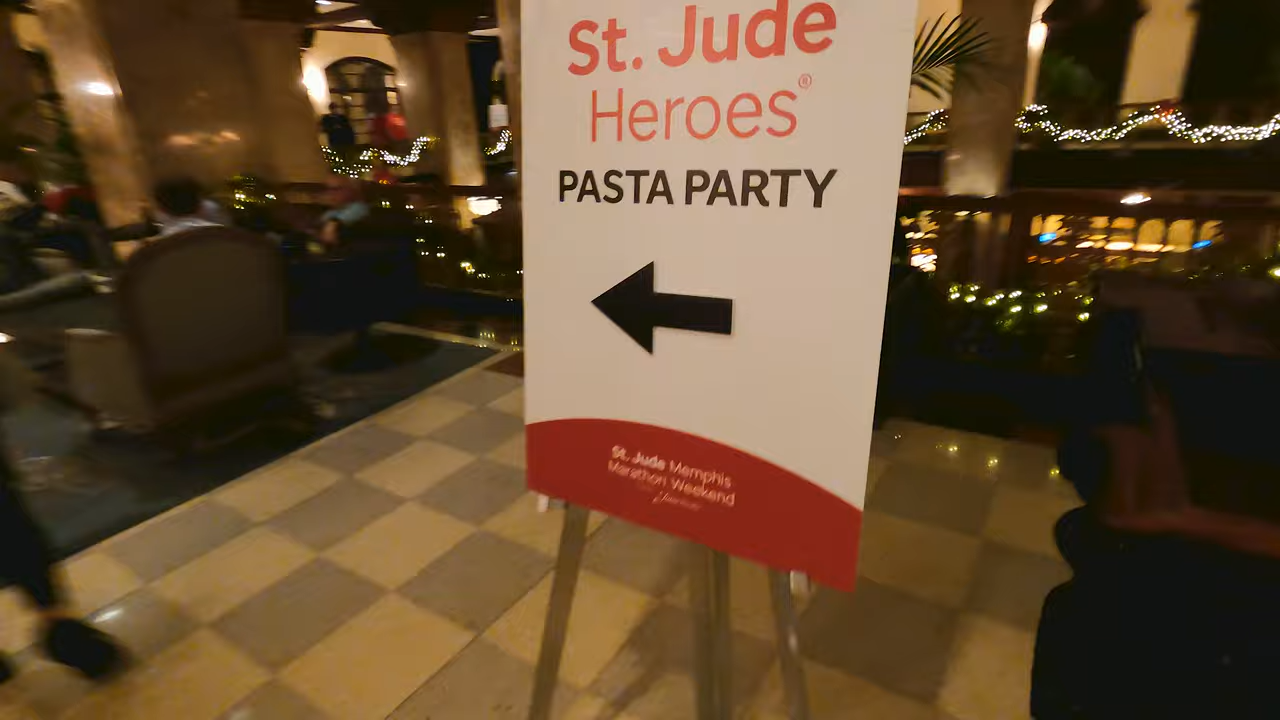 St. Jude
Heroes®
PASTA PARTY
St. Jude Memphis
Marathon Weekend